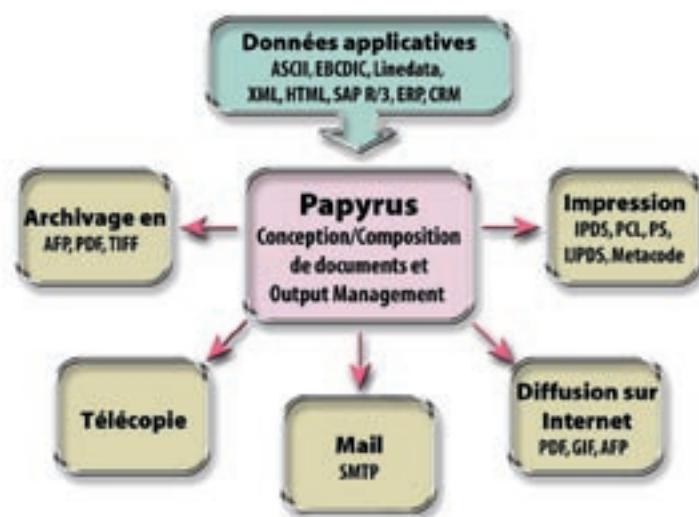 Données applicatives
ASCII, EBCDIC, Linedata,
XML, HTML, SAP R/3, ERP, CRM
Archivage en
AFP, PDF, TIFF
Papyrus
Conception/Composition
de documents et
Output Management
Impression
IPDS, PCL, PS,
IJPDS, Metacode
Télécopie
Mail
SMTP
Diffusion sur
Internet
PDF, GIF, AFP